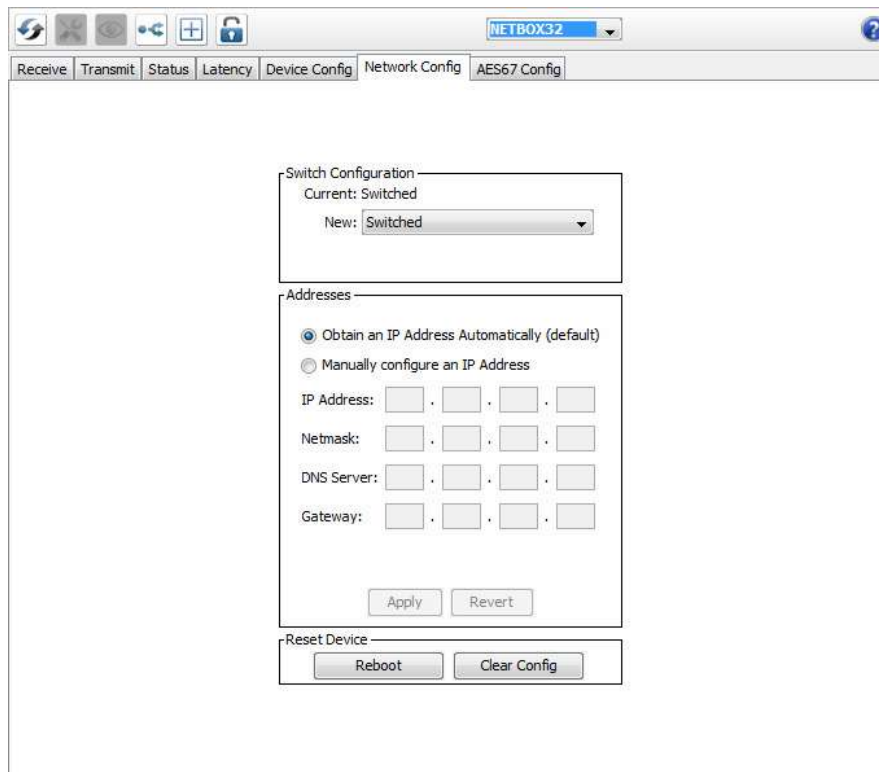 NETBOX32
?
Receive Transmit Status Latency Device Config Network Config AES67 Config
Switch Configuration
Current: Switched
New: Switched
Addresses
Obtain an IP Address Automatically (default)
Manually configure an IP Address
IP Address: . . .
Netmask: . . .
DNS Server: . . .
Gateway: . . .
Apply Revert
Reset Device
Reboot Clear Config